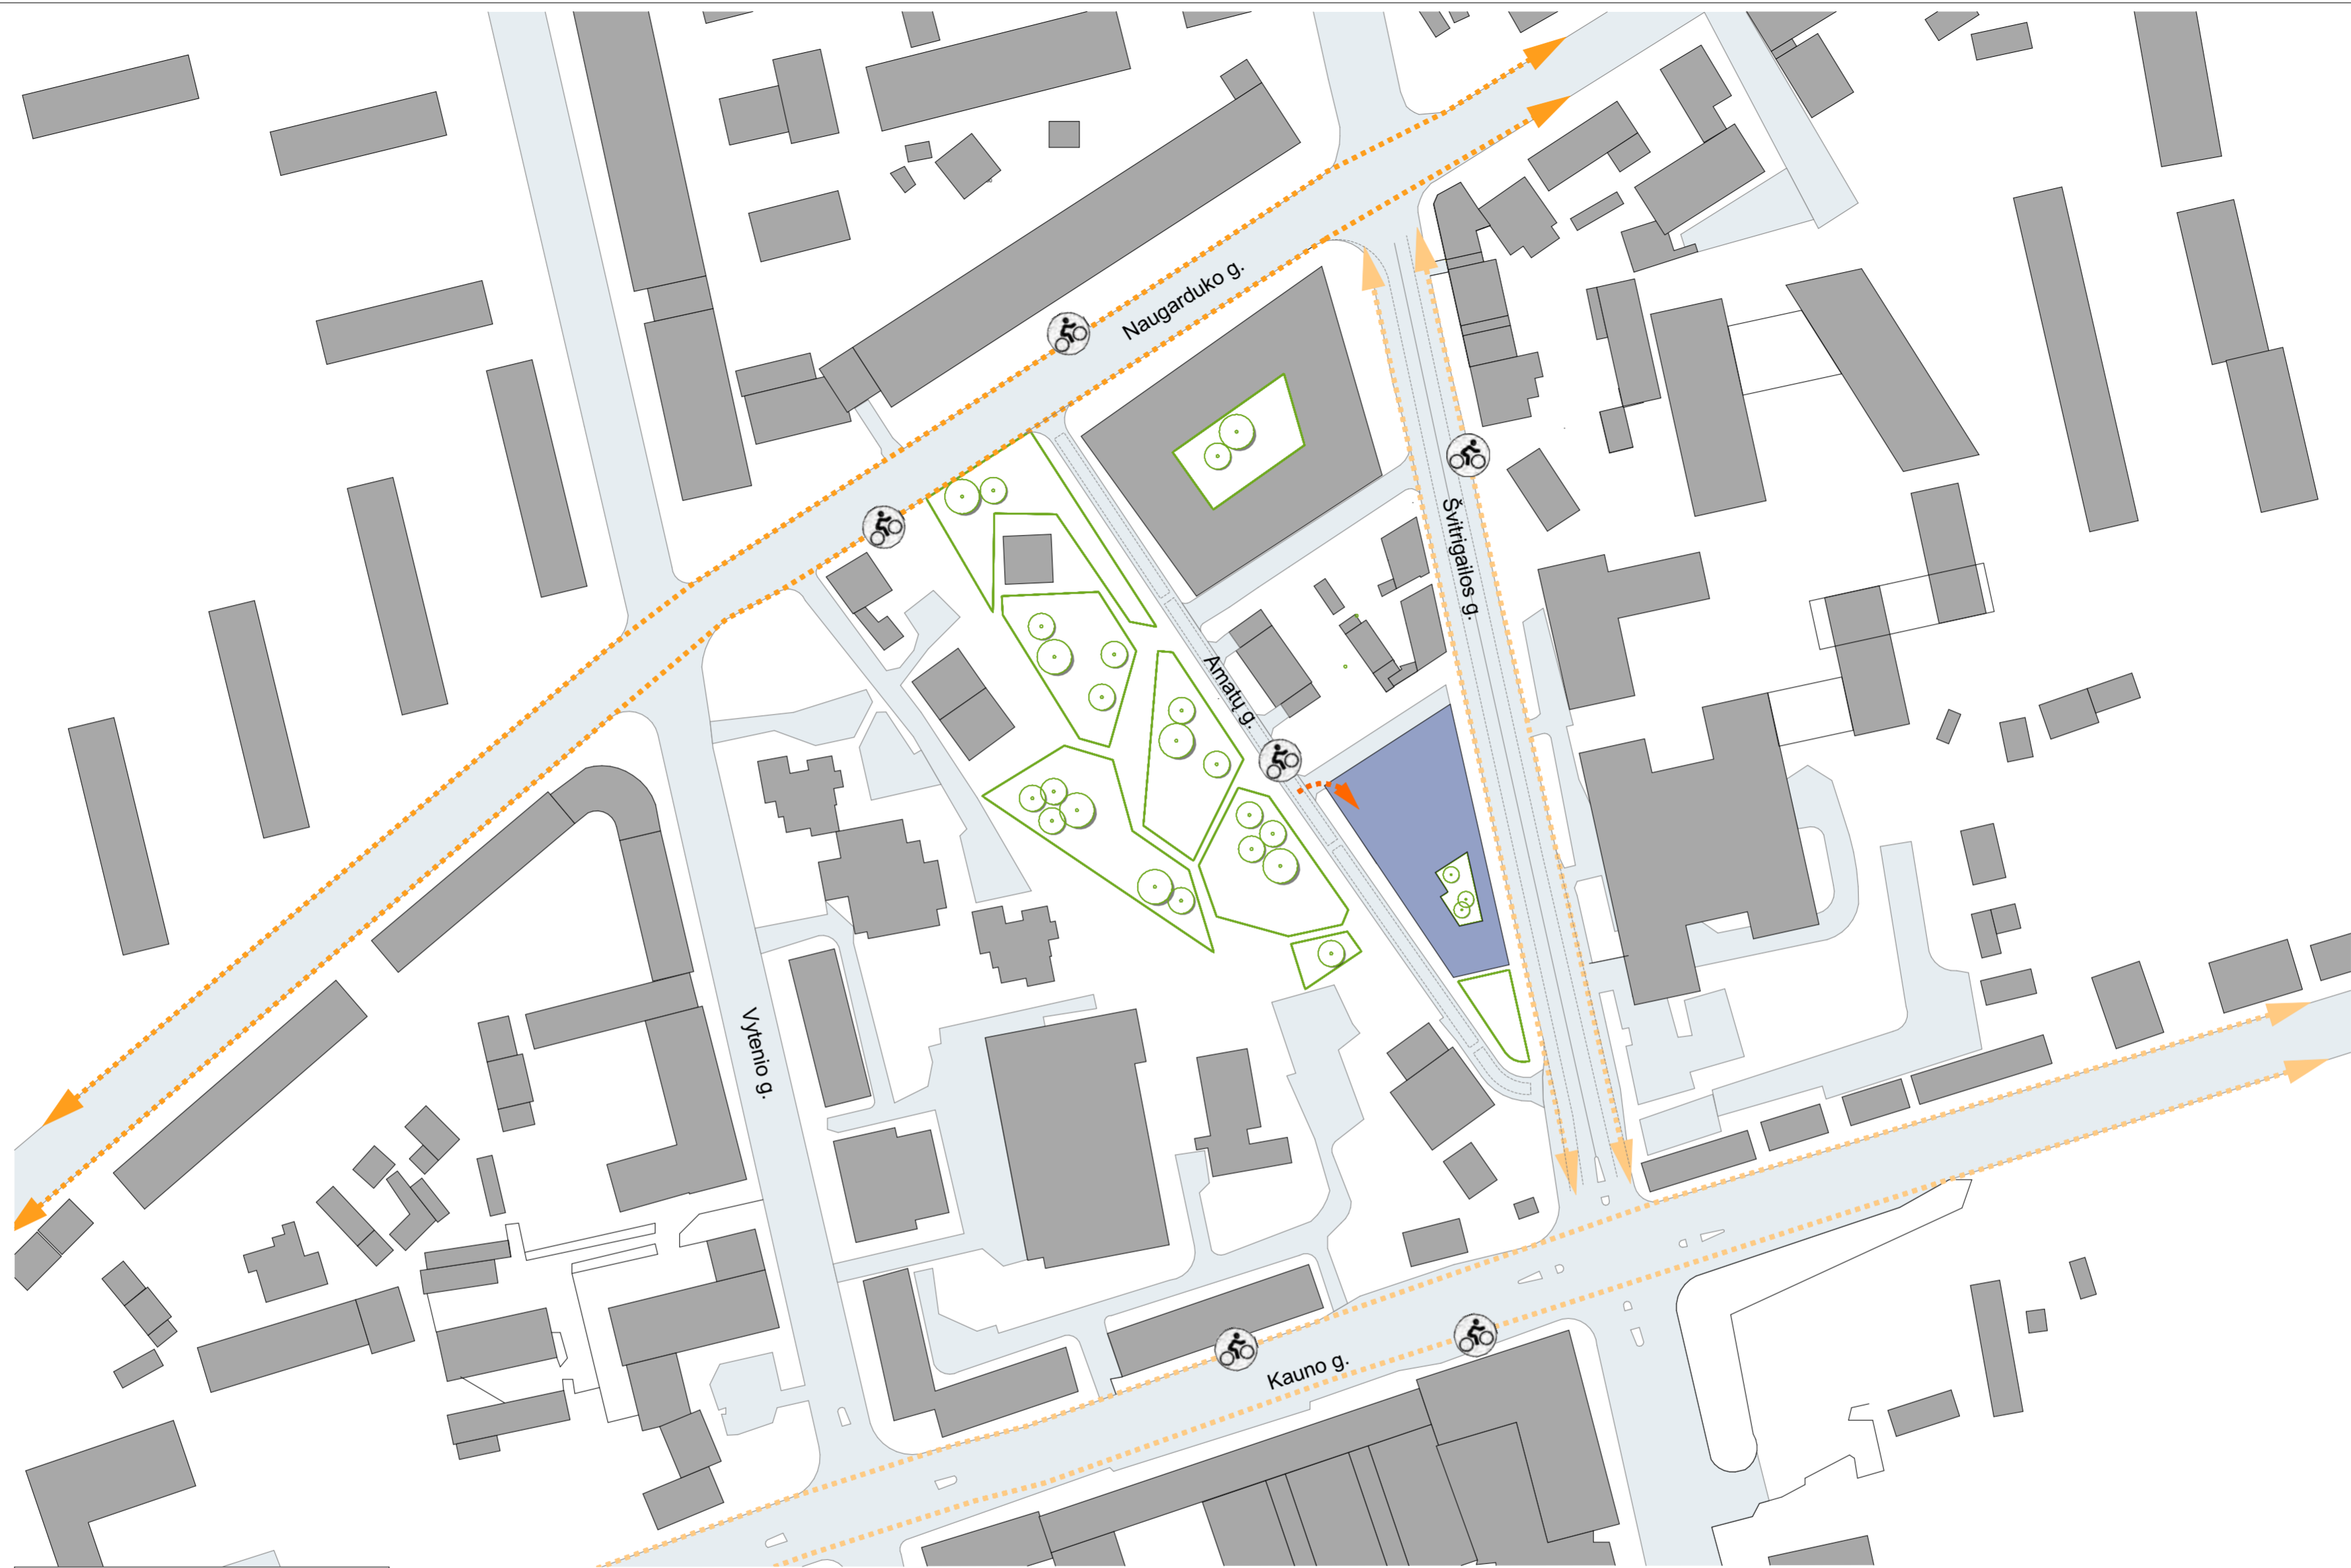 Naugarduko g.
Švitrigailos g.
Amatų g.
Vytenio g.
Kauno g.